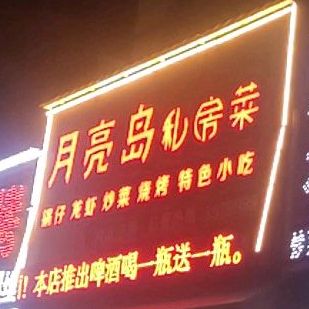 月亮岛私房菜
锅仔 龙虾 炒菜 烧烤 特色小吃
本店推出啤酒喝一瓶送一瓶。